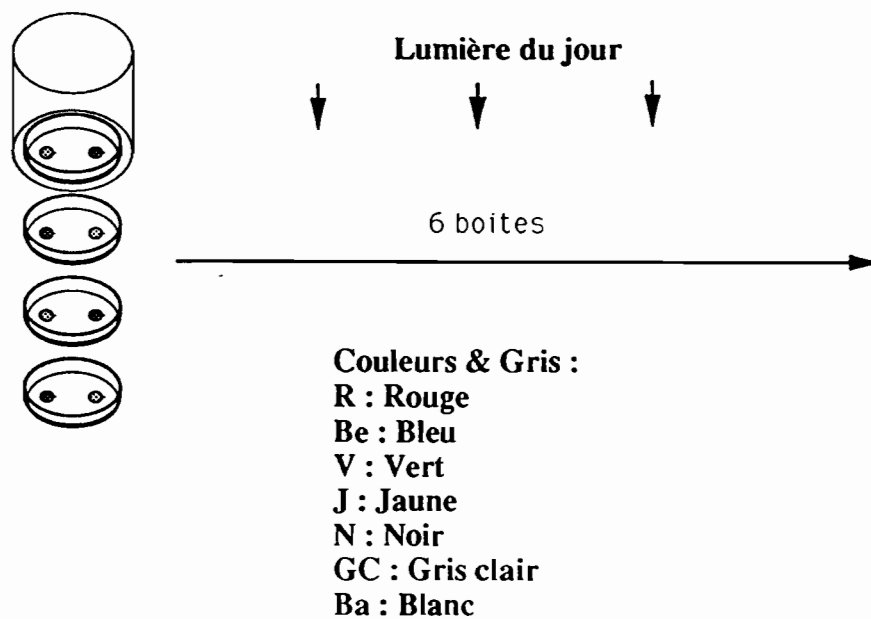 Lumière du jour
6 boites
Couleurs & Gris :
R : Rouge
Be : Bleu
V : Vert
J : Jaune
N : Noir
GC : Gris clair
Ba : Blanc